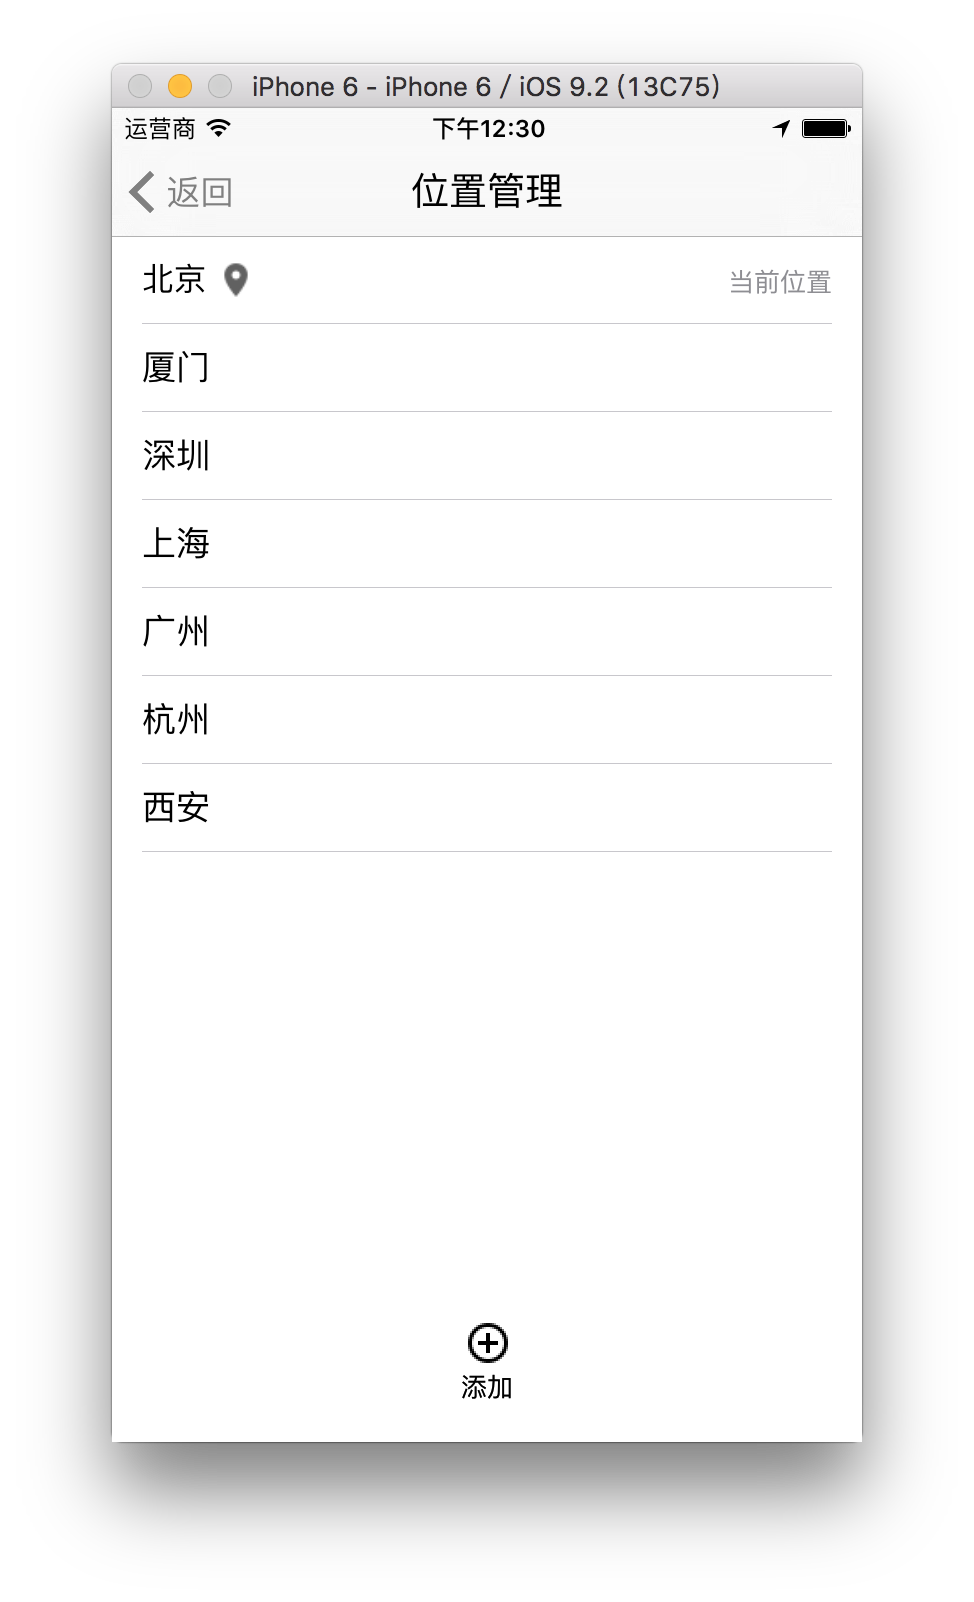 iPhone 6 - iPhone 6 / iOS 9.2 (13C75)
运营商 下午12:30
返回 位置管理
北京 当前位置
厦门
深圳
上海
广州
杭州
西安
添加